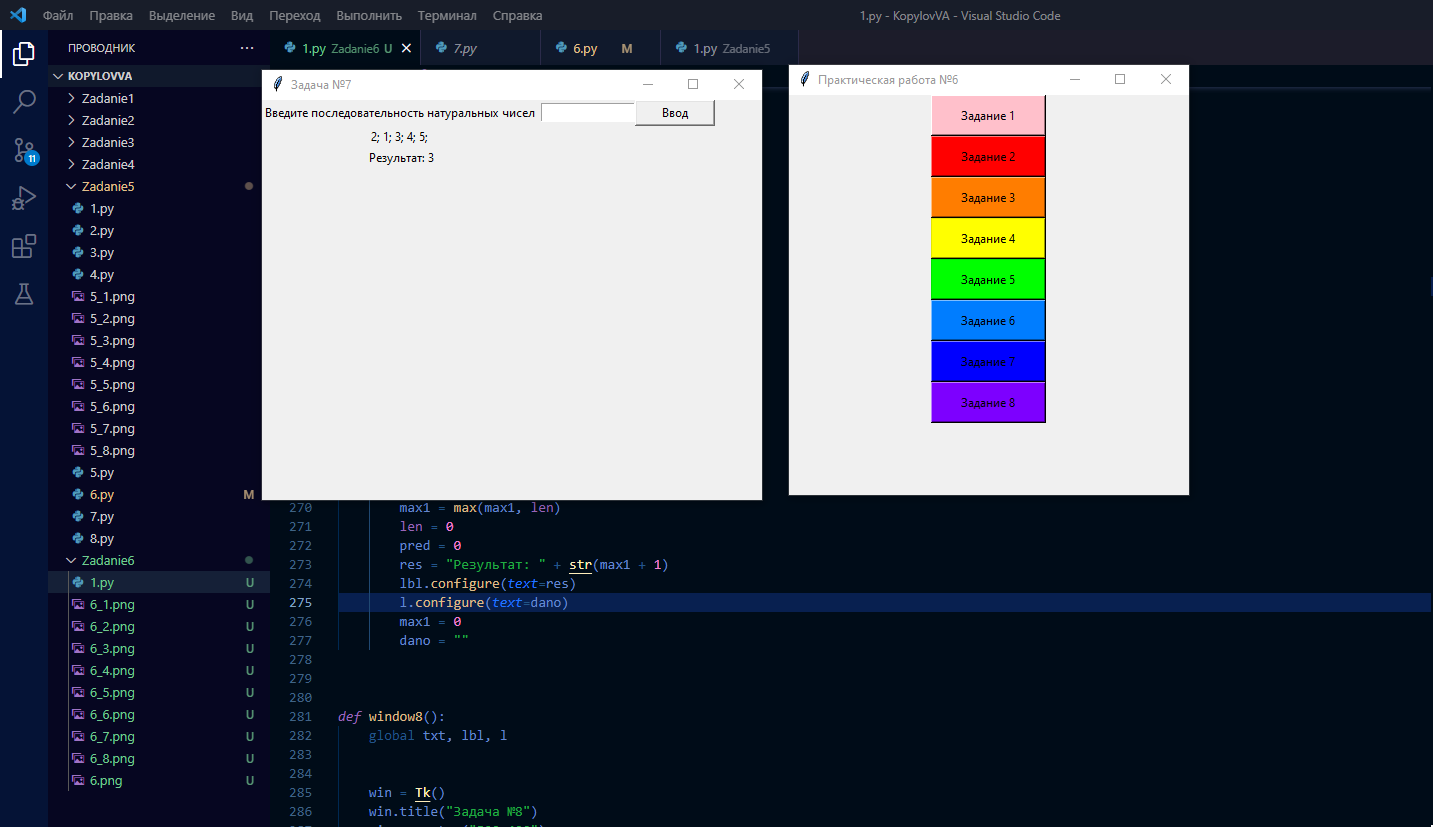 Файл Правка Выделение Вид Переход Выполнить Терминал Справка 1.py - KopylovVA - Visual Studio Code
ПРОВОДНИК ···
1.py Zadanie6 U
7.py
6.py M
1.py Zadanie5
KOPYLOVVA
Zadanie1
Zadanie2
Zadanie3
Zadanie4
Zadanie5
1.py
2.py
3.py
4.py
5_1.png
5_2.png
5_3.png
5_4.png
5_5.png
5_6.png
5_7.png
5_8.png
5.py
6.py M
7.py
8.py
Zadanie6
1.py U
6_1.png U
6_2.png U
6_3.png U
6_4.png U
6_5.png U
6_6.png U
6_7.png U
6_8.png U
6.png U
11
Задача №7
Введите последовательность натуральных чисел Ввод
2; 1; 3; 4; 5;
Результат: 3
Практическая работа №6
Задание 1
Задание 2
Задание 3
Задание 4
Задание 5
Задание 6
Задание 7
Задание 8
270 max1 = max(max1, len)
271 len = 0
272 pred = 0
273 res = "Результат: " + str(max1 + 1)
274 lbl.configure(text=res)
275 l.configure(text=dano)
276 max1 = 0
277 dano = ""
278
279
280
281 def window8():
282 global txt, lbl, l
283
284
285 win = Tk()
286 win.title("Задача №8")